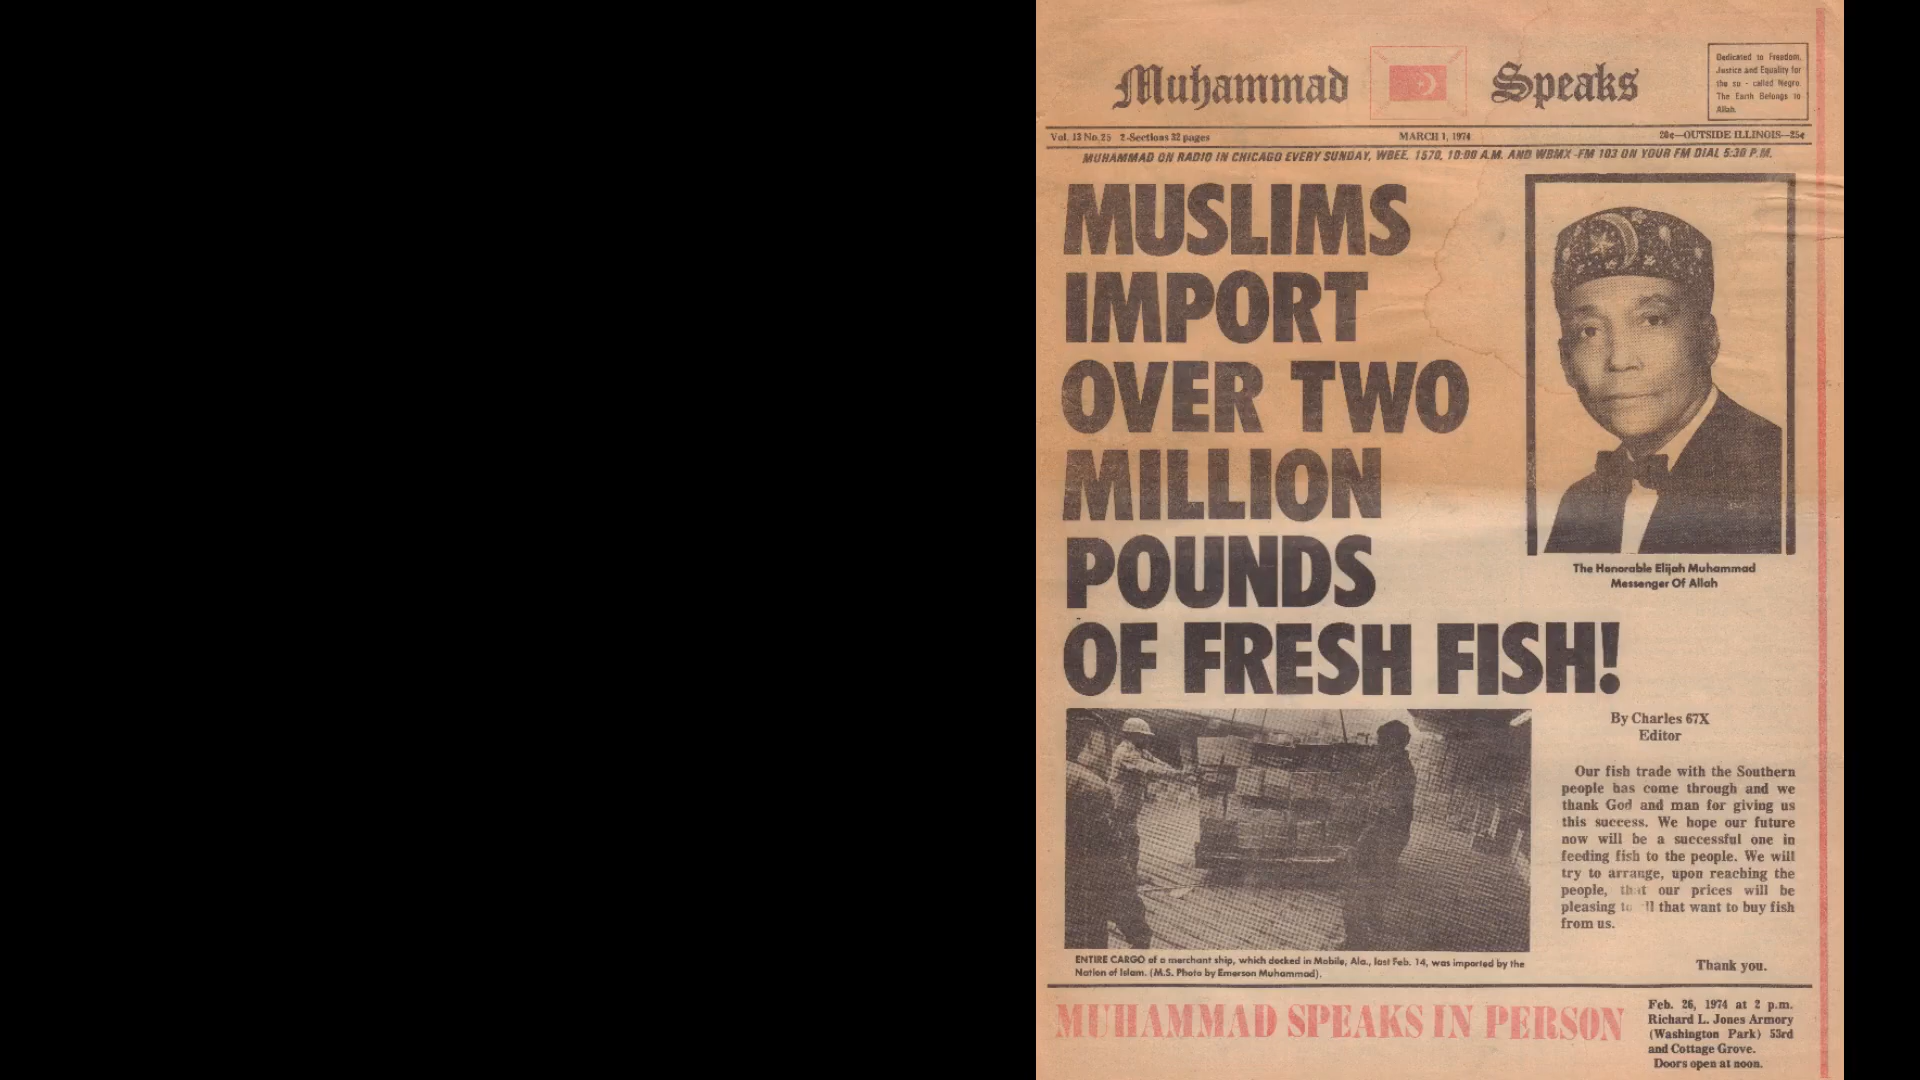 Muhammad Speaks
Dedicated to Freedom,
Justice and Equality for
the so - called Negro.
The Earth Belongs to
Allah.
Vol. 13 No. 25 2-Sections 32 pages MARCH 1, 1974 20¢—OUTSIDE ILLINOIS—25¢
MUHAMMAD ON RADIO IN CHICAGO EVERY SUNDAY, WBEE, 1570, 10:00 A.M. AND WBMX -FM 103 ON YOUR FM DIAL 5:30 P.M.
MUSLIMS
IMPORT
OVER TWO
MILLION
POUNDS
OF FRESH FISH!
The Honorable Elijah Muhammad
Messenger Of Allah
By Charles 67X
Editor
Our fish trade with the Southern
people has come through and we
thank God and man for giving us
this success. We hope our future
now will be a successful one in
feeding fish to the people. We will
try to arrange, upon reaching the
people, that our prices will be
pleasing to all that want to buy fish
from us.
Thank you.
ENTIRE CARGO of a merchant ship, which docked in Mobile, Ala., last Feb. 14, was imported by the
Nation of Islam. (M.S. Photo by Emerson Muhammad).
MUHAMMAD SPEAKS IN PERSON
Feb. 26, 1974 at 2 p.m.
Richard L. Jones Armory
(Washington Park) 53rd
and Cottage Grove.
Doors open at noon.